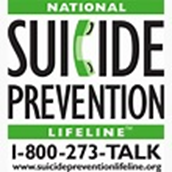 NATIONAL
SUICIDE
PREVENTION
LIFELINE™
1-800-273-TALK
www.suicidepreventionlifeline.org